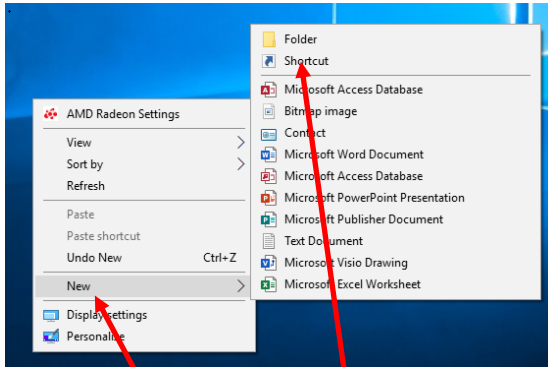 AMD Radeon Settings
View
Sort by
Refresh
Paste
Paste shortcut
Undo New Ctrl+Z
New
Display settings
Personalize
Folder
Shortcut
Microsoft Access Database
Bitmap image
Contact
Microsoft Word Document
Microsoft Access Database
Microsoft PowerPoint Presentation
Microsoft Publisher Document
Text Document
Microsoft Visio Drawing
Microsoft Excel Worksheet